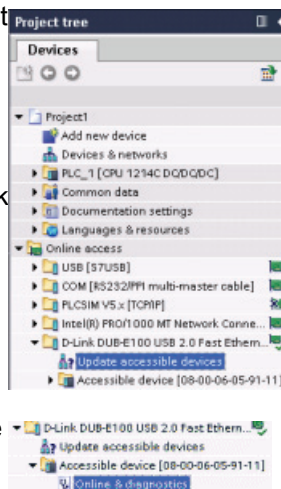 t
Project tree
Devices
Project1
Add new device
Devices & networks
PLC_1 [CPU 1214C DC/DC/DC]
k
Common data
Documentation settings
Languages & resources
Online access
USB [S7USB]
COM [RS232/PPI multi-master cable]
PLCSIM V5.x [TCP/IP]
Intel(R) PRO/1000 MT Network Conne...
D-Link DUB-E100 USB 2.0 Fast Ethern...
Update accessible devices
Accessible device [08-00-06-05-91-11]
e
D-Link DUB-E100 USB 2.0 Fast Ethern...
Update accessible devices
Accessible device [08-00-06-05-91-11]
Online & diagnostics